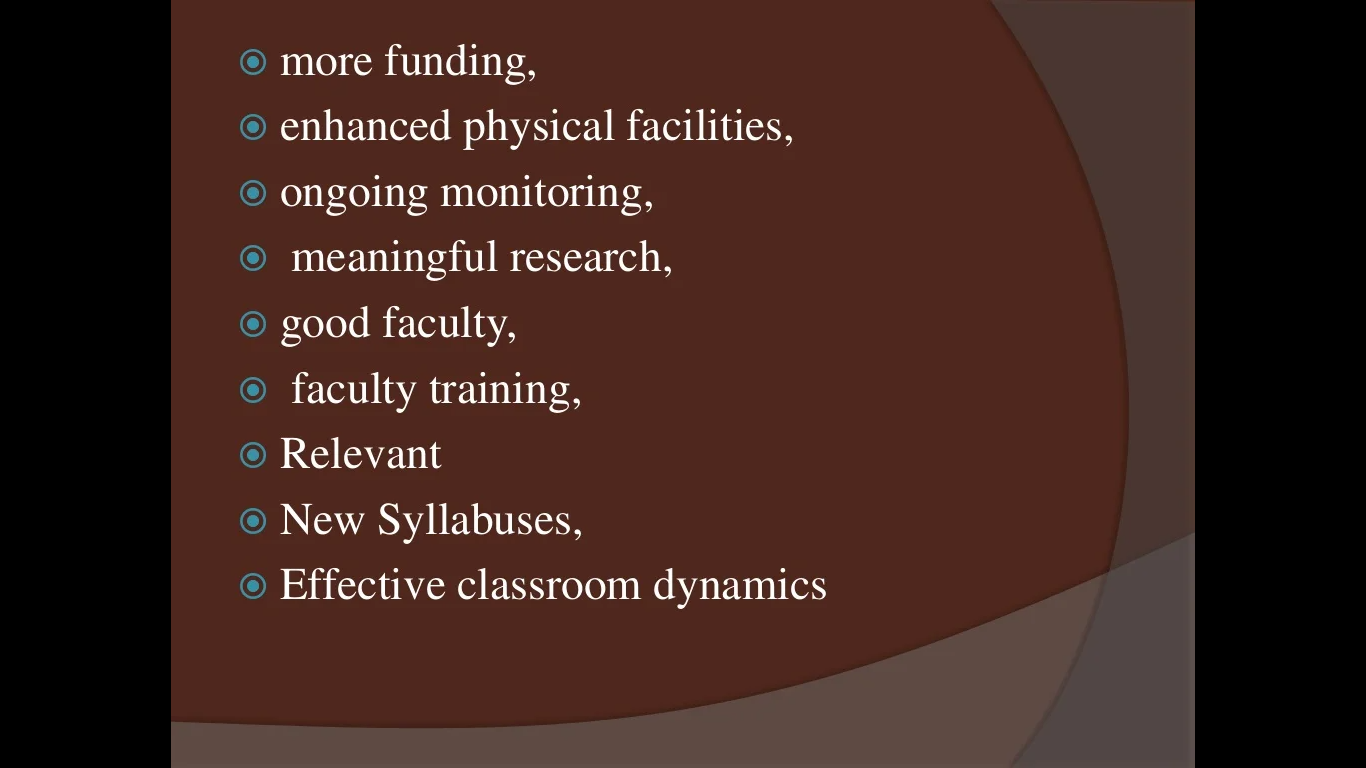 more funding,
enhanced physical facilities,
ongoing monitoring,
meaningful research,
good faculty,
faculty training,
Relevant
New Syllabuses,
Effective classroom dynamics